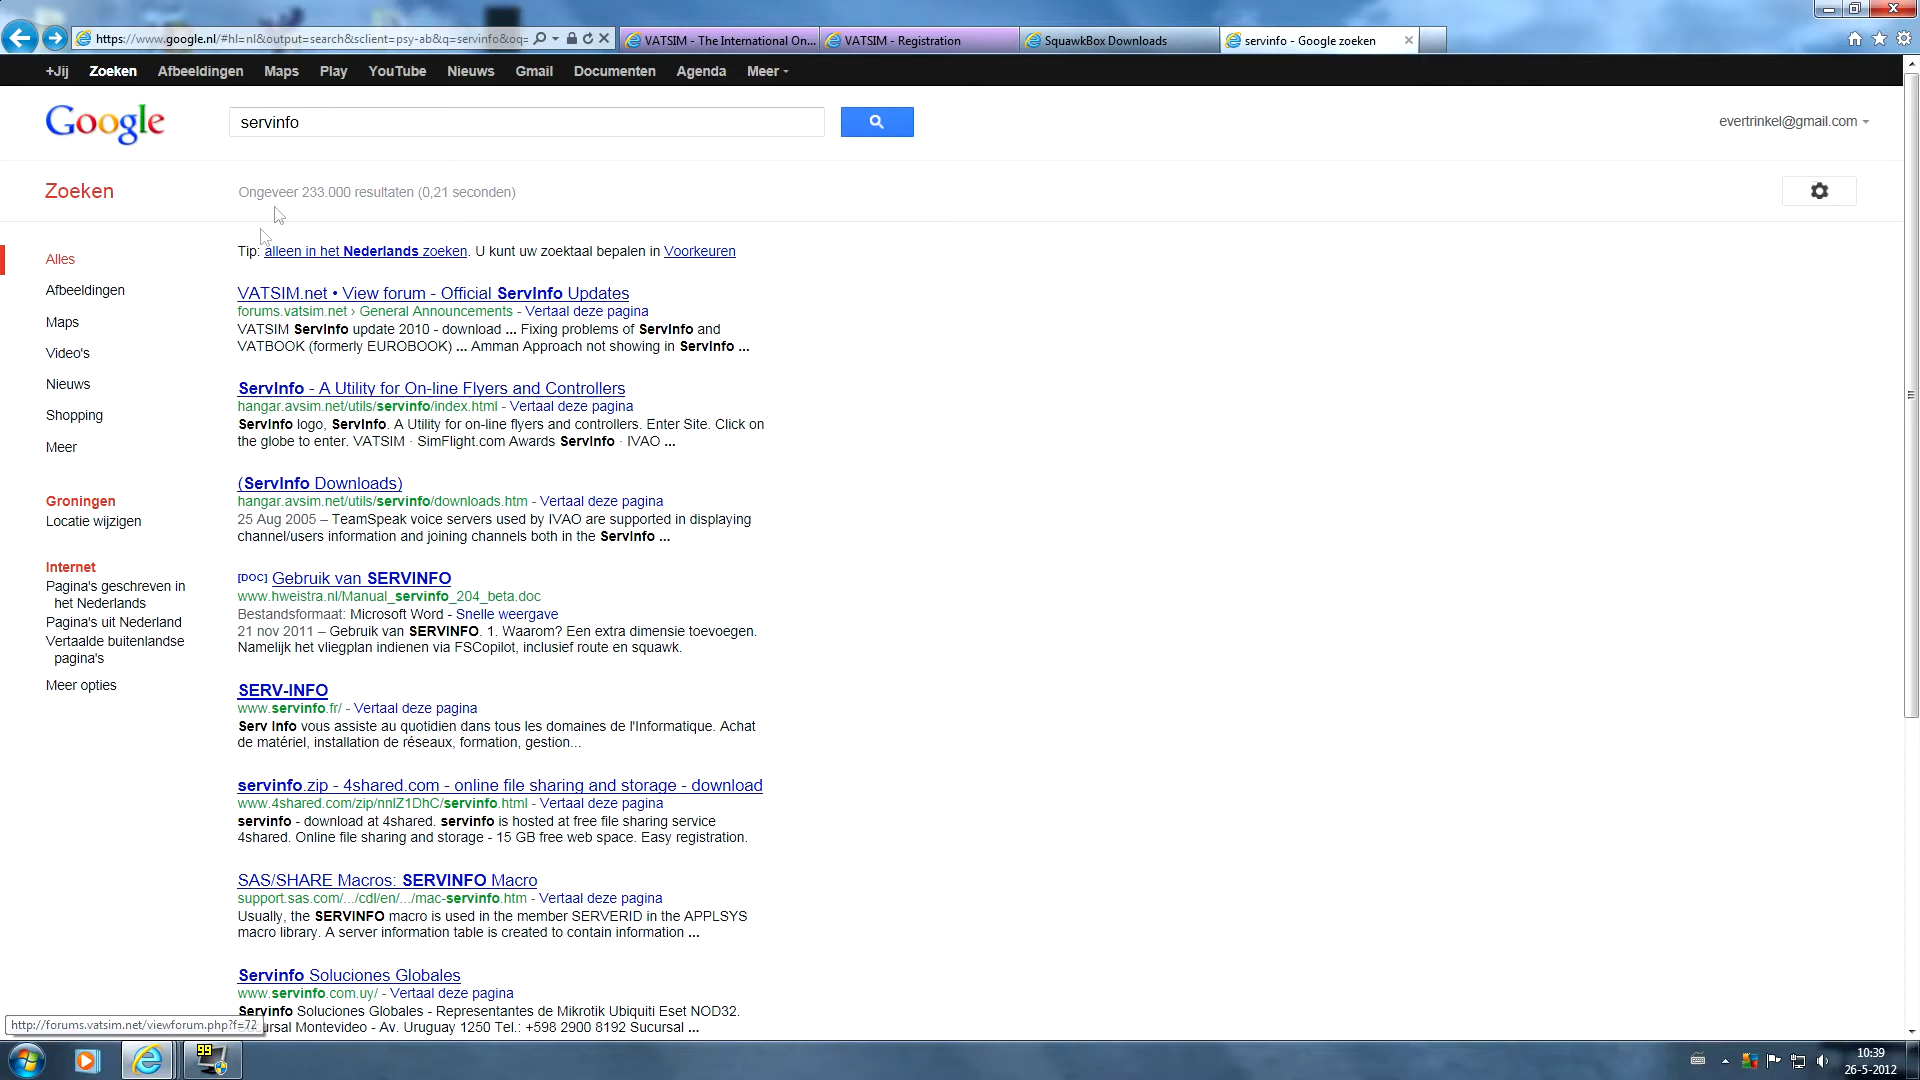 https://www.google.nl/#hl=nl&output=search&sclient=psy-ab&q=servinfo&oq=
VATSIM - The International On...
VATSIM - Registration
SquawkBox Downloads
servinfo - Google zoeken
+Jij Zoeken Afbeeldingen Maps Play YouTube Nieuws Gmail Documenten Agenda Meer
Google
servinfo
evertrinkel@gmail.com
Zoeken
Ongeveer 233.000 resultaten (0,21 seconden)
Tip: alleen in het Nederlands zoeken. U kunt uw zoektaal bepalen in Voorkeuren
Alles
Afbeeldingen
Maps
Video's
Nieuws
Shopping
Meer
Groningen
Locatie wijzigen
Internet
Pagina's geschreven in
het Nederlands
Pagina's uit Nederland
Vertaalde buitenlandse
pagina's
Meer opties
VATSIM.net • View forum - Official ServInfo Updates
forums.vatsim.net › General Announcements - Vertaal deze pagina
VATSIM ServInfo update 2010 - download ... Fixing problems of ServInfo and
VATBOOK (formerly EUROBOOK) ... Amman Approach not showing in ServInfo ...
ServInfo - A Utility for On-line Flyers and Controllers
hangar.avsim.net/utils/servinfo/index.html - Vertaal deze pagina
ServInfo logo, ServInfo. A Utility for on-line flyers and controllers. Enter Site. Click on
the globe to enter. VATSIM · SimFlight.com Awards ServInfo · IVAO ...
(ServInfo Downloads)
hangar.avsim.net/utils/servinfo/downloads.htm - Vertaal deze pagina
25 Aug 2005 – TeamSpeak voice servers used by IVAO are supported in displaying
channel/users information and joining channels both in the ServInfo ...
[DOC] Gebruik van SERVINFO
www.hweistra.nl/Manual_servinfo_204_beta.doc
Bestandsformaat: Microsoft Word - Snelle weergave
21 nov 2011 – Gebruik van SERVINFO. 1. Waarom? Een extra dimensie toevoegen.
Namelijk het vliegplan indienen via FSCopilot, inclusief route en squawk.
SERV-INFO
www.servinfo.fr/ - Vertaal deze pagina
Serv Info vous assiste au quotidien dans tous les domaines de l'Informatique. Achat
de matériel, installation de réseaux, formation, gestion...
servinfo.zip - 4shared.com - online file sharing and storage - download
www.4shared.com/zip/nnlZ1DhC/servinfo.html - Vertaal deze pagina
servinfo - download at 4shared. servinfo is hosted at free file sharing service
4shared. Online file sharing and storage - 15 GB free web space. Easy registration.
SAS/SHARE Macros: SERVINFO Macro
support.sas.com/.../cdl/en/.../mac-servinfo.htm - Vertaal deze pagina
Usually, the SERVINFO macro is used in the member SERVERID in the APPLSYS
macro library. A server information table is created to contain information ...
Servinfo Soluciones Globales
www.servinfo.com.uy/ - Vertaal deze pagina
Servinfo Soluciones Globales - Representantes de Mikrotik Ubiquiti Eset NOD32.
ursal Montevideo - Av. Uruguay 1250 Tel.: +598 2900 8192 Sucursal ...
http://forums.vatsim.net/viewforum.php?f=72
99
10:39
26-5-2012